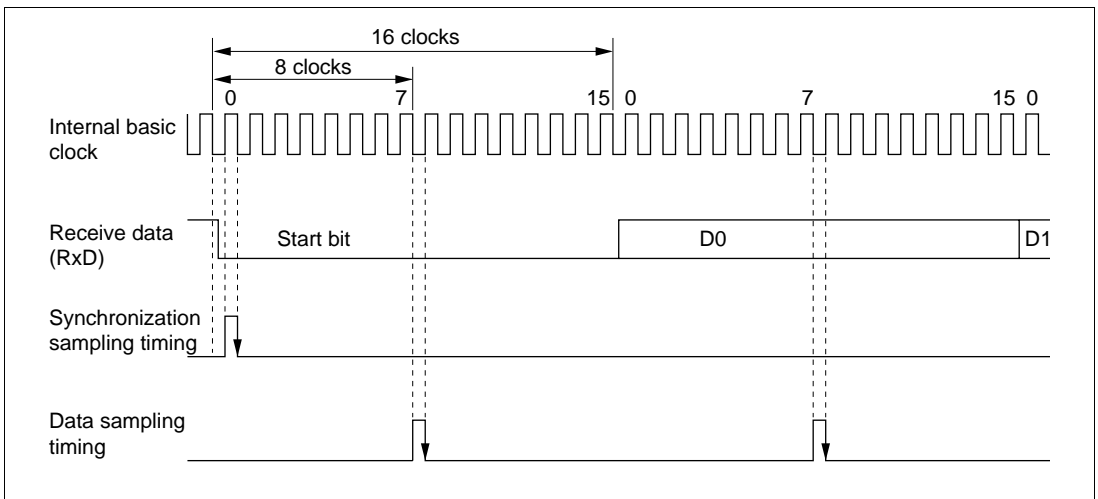 16 clocks
8 clocks
0 7 15 0 7 15 0
Internal basic
clock
Receive data
(RxD)
Start bit D0 D1
Synchronization
sampling timing
Data sampling
timing